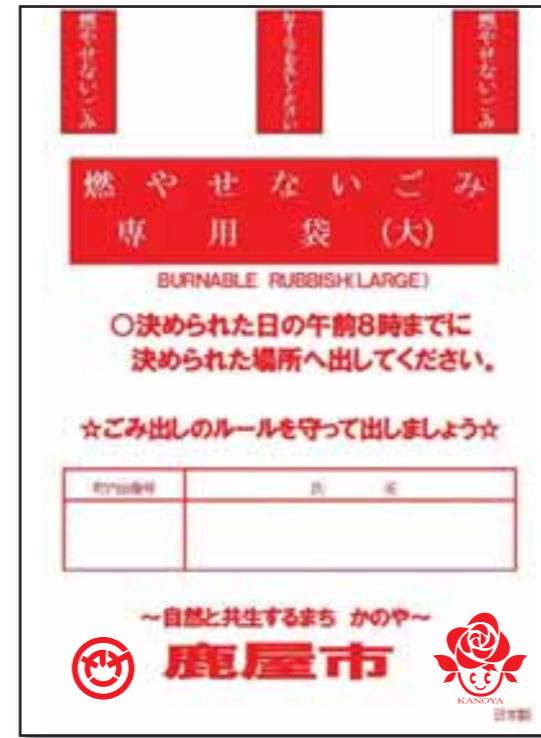 燃やせないごみ
燃やせないごみ
燃やせないごみ
専用袋(大)
BURNABLE RUBBISH(LARGE)
○決められた日の午前8時までに
決められた場所へ出してください。
☆ごみ出しのルールを守って出しましょう☆
氏 名
~自然と共生するまち かのや~
鹿屋市
KANOYA
日本製